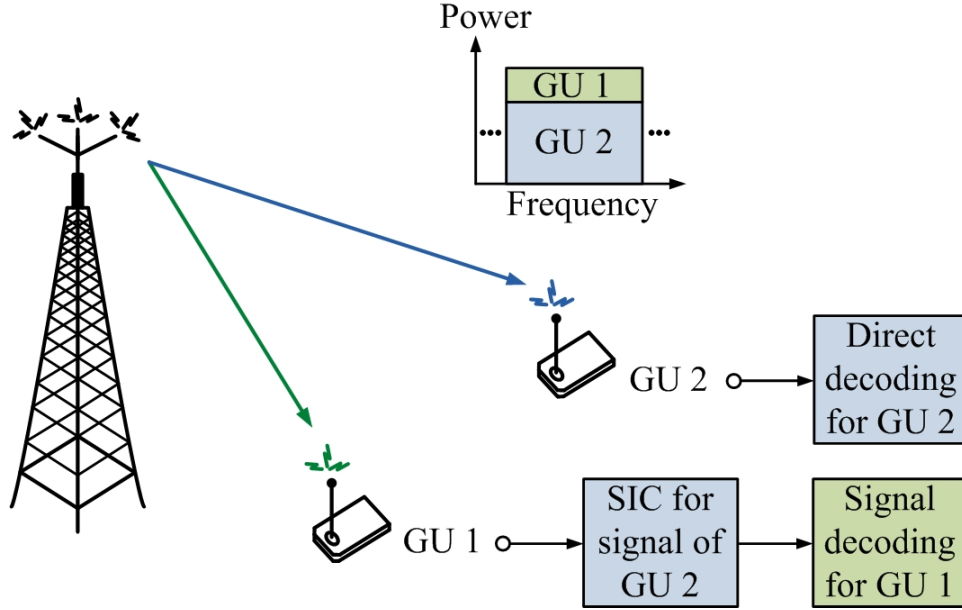 Power
GU 1
GU 2
... ...
Frequency
GU 2
Direct
decoding
for GU 2
GU 1
SIC for
signal of
GU 2
Signal
decoding
for GU 1